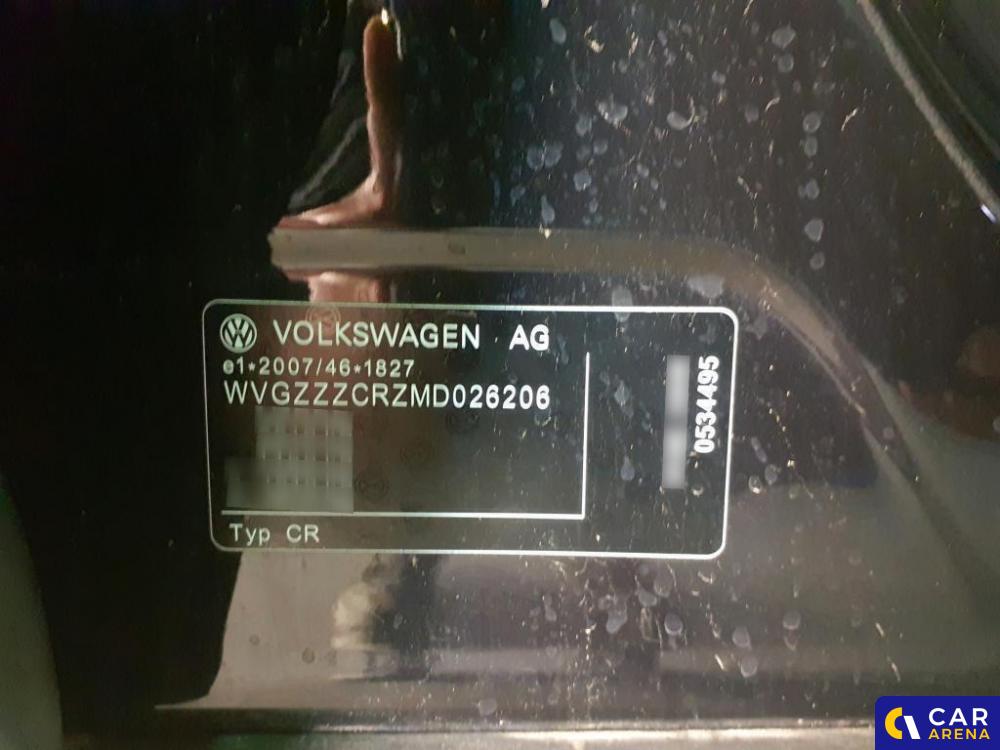 VOLKSWAGEN AG
e1*2007/46*1827
WVGZZZCRZMD026206
Typ CR
0534495
CAR
ARENA